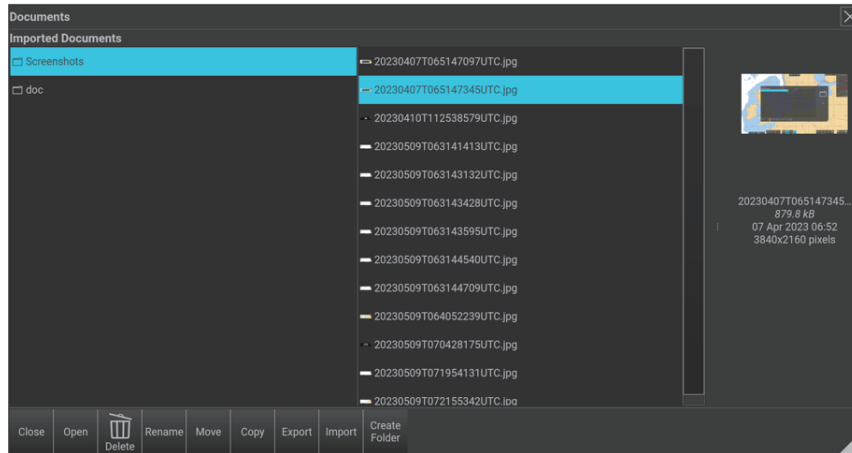 Documents
Imported Documents
Screenshots
doc
20230407T065147097UTC.jpg
20230407T065147345UTC.jpg
20230410T112538579UTC.jpg
20230509T063141413UTC.jpg
20230509T063143132UTC.jpg
20230509T063143428UTC.jpg
20230509T063143595UTC.jpg
20230509T063144540UTC.jpg
20230509T063144709UTC.jpg
20230509T064052239UTC.jpg
20230509T070428175UTC.jpg
20230509T071954131UTC.jpg
20230509T072155342UTC.jpg
20230407T065147345...
879.8 kB
07 Apr 2023 06:52
3840x2160 pixels
Close
Open
Delete
Rename
Move
Copy
Export
Import
Create
Folder